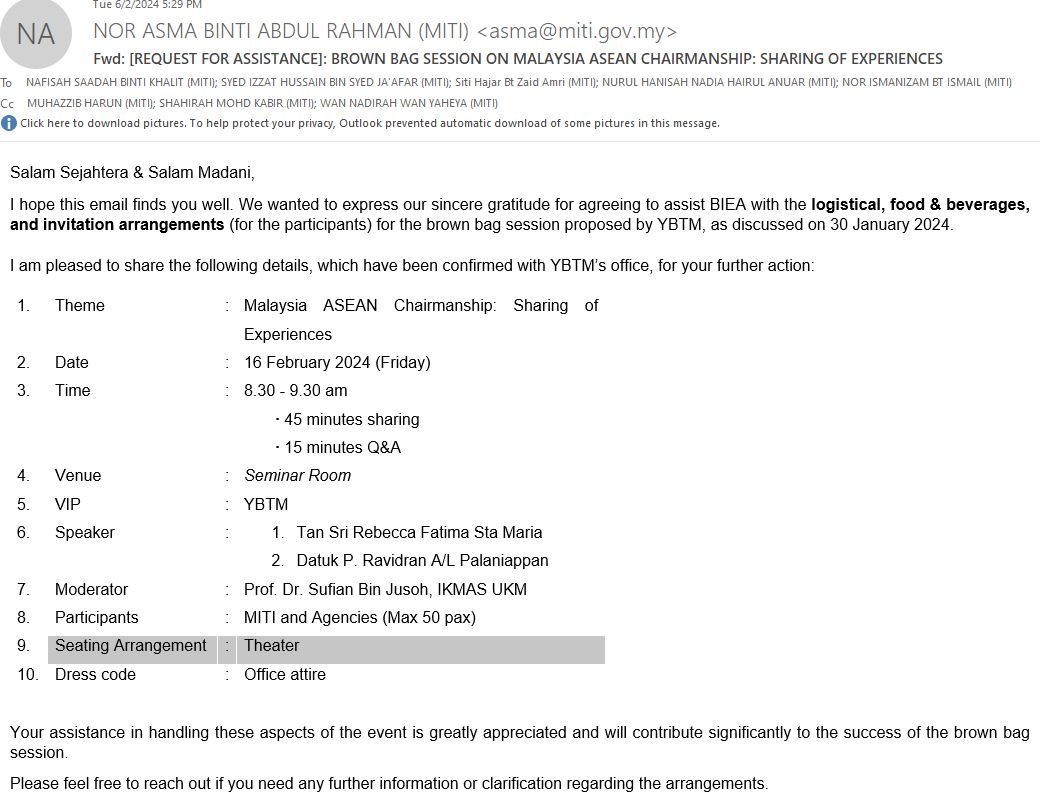 Tue 6/2/2024 5:29 PM
NA
NOR ASMA BINTI ABDUL RAHMAN (MITI) <asma@miti.gov.my>
Fwd: [REQUEST FOR ASSISTANCE]: BROWN BAG SESSION ON MALAYSIA ASEAN CHAIRMANSHIP: SHARING OF EXPERIENCES
To NAFISAH SAADAH BINTI KHALIT (MITI); SYED IZZAT HUSSAIN BIN SYED JA'AFAR (MITI); Siti Hajar Bt Zaid Amri (MITI); NURUL HANISAH NADIA HAIRUL ANUAR (MITI); NOR ISMANIZAM BT ISMAIL (MITI)
Cc MUHAZZIB HARUN (MITI); SHAHIRAH MOHD KABIR (MITI); WAN NADIRAH WAN YAHEYA (MITI)
Click here to download pictures. To help protect your privacy, Outlook prevented automatic download of some pictures in this message.
Salam Sejahtera & Salam Madani,
I hope this email finds you well. We wanted to express our sincere gratitude for agreeing to assist BIEA with the logistical, food & beverages,
and invitation arrangements (for the participants) for the brown bag session proposed by YBTM, as discussed on 30 January 2024.
I am pleased to share the following details, which have been confirmed with YBTM's office, for your further action:
1. Theme : Malaysia ASEAN Chairmanship: Sharing of
Experiences
2. Date : 16 February 2024 (Friday)
3. Time : 8.30 - 9.30 am
· 45 minutes sharing
· 15 minutes Q&A
4. Venue : Seminar Room
5. VIP : YBTM
6. Speaker : 1. Tan Sri Rebecca Fatima Sta Maria
2. Datuk P. Ravidran A/L Palaniappan
7. Moderator : Prof. Dr. Sufian Bin Jusoh, IKMAS UKM
8. Participants : MITI and Agencies (Max 50 pax)
9. Seating Arrangement : Theater
10. Dress code : Office attire
Your assistance in handling these aspects of the event is greatly appreciated and will contribute significantly to the success of the brown bag
session.
Please feel free to reach out if you need any further information or clarification regarding the arrangements.